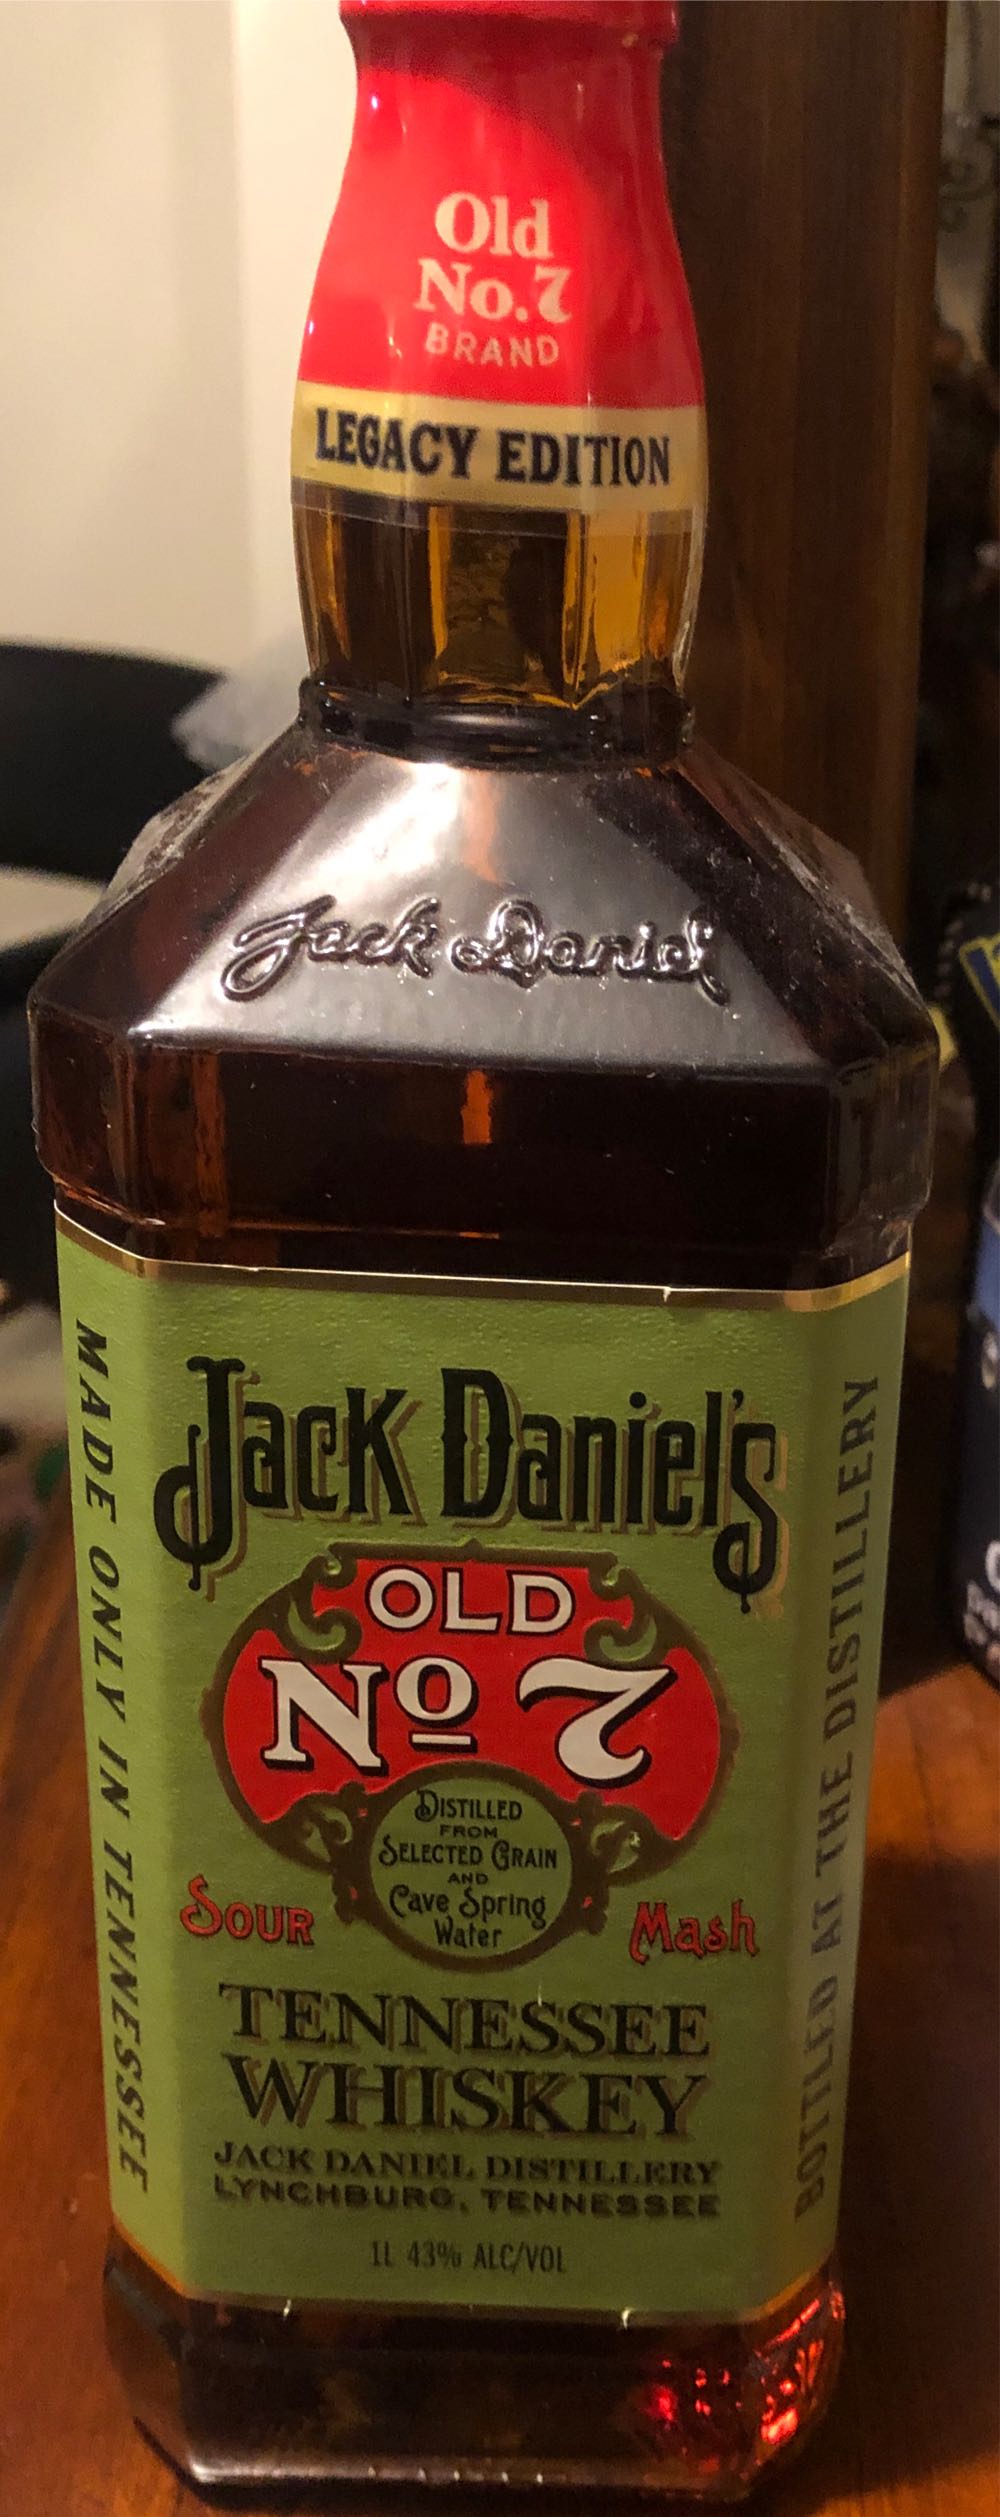 Old
No.7
BRAND
LEGACY EDITION
Jack Daniel
Jack Daniel's
OLD
Nº 7
DISTILLED
FROM
SELECTED GRAIN
AND
Cave Spring
Water
SOUR Mash
TENNESSEE
WHISKEY
JACK DANIEL DISTILLERY
LYNCHBURG, TENNESSEE
1L 43% ALC/VOL
MADE ONLY IN TENNESSEE
BOTTLED AT THE DISTILLERY